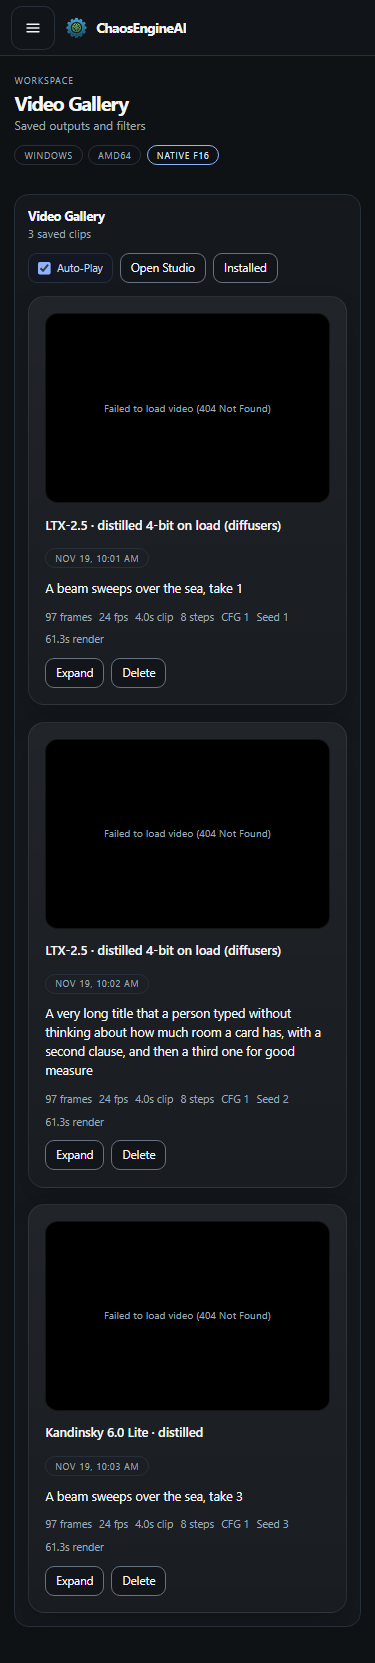 ChaosEngineAI
WORKSPACE
Video Gallery
Saved outputs and filters
WINDOWS AMD64 NATIVE F16
Video Gallery
3 saved clips
Auto-Play Open Studio Installed
Failed to load video (404 Not Found)
LTX-2.5 · distilled 4-bit on load (diffusers)
NOV 19, 10:01 AM
A beam sweeps over the sea, take 1
97 frames 24 fps 4.0s clip 8 steps CFG 1 Seed 1
61.3s render
Expand Delete
Failed to load video (404 Not Found)
LTX-2.5 · distilled 4-bit on load (diffusers)
NOV 19, 10:02 AM
A very long title that a person typed without
thinking about how much room a card has, with a
second clause, and then a third one for good
measure
97 frames 24 fps 4.0s clip 8 steps CFG 1 Seed 2
61.3s render
Expand Delete
Failed to load video (404 Not Found)
Kandinsky 6.0 Lite · distilled
NOV 19, 10:03 AM
A beam sweeps over the sea, take 3
97 frames 24 fps 4.0s clip 8 steps CFG 1 Seed 3
61.3s render
Expand Delete